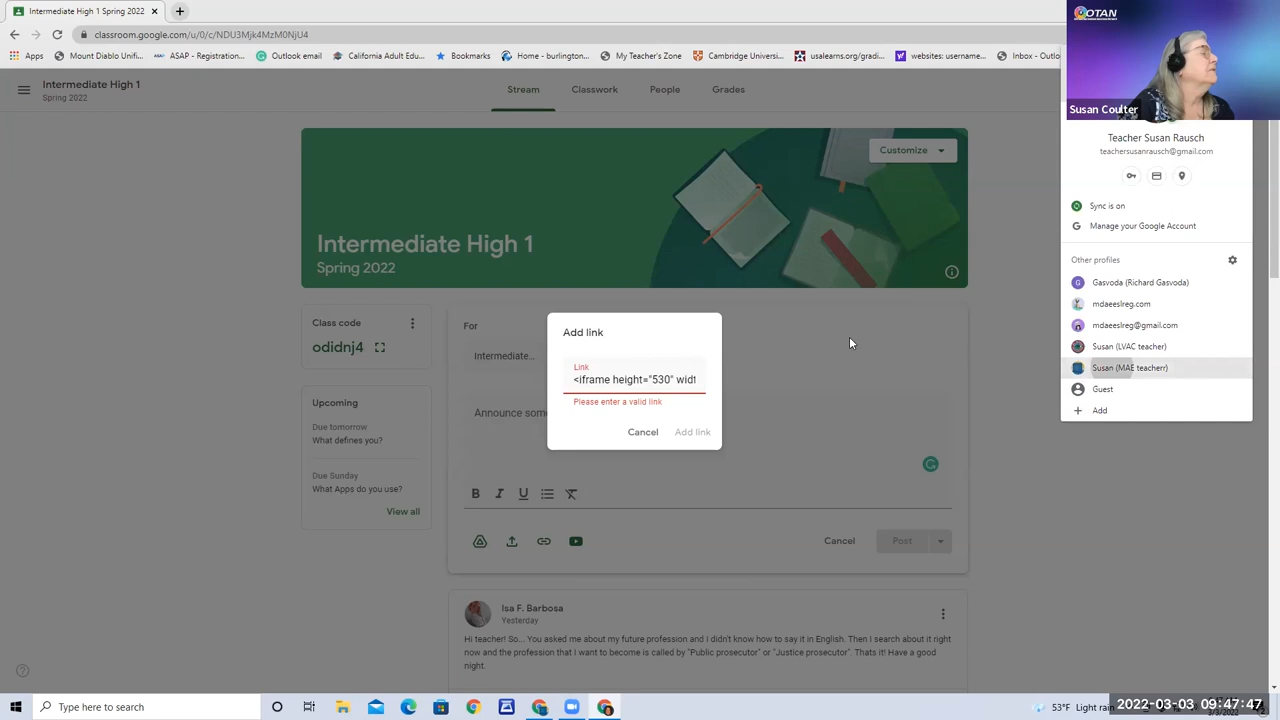 Intermediate High 1 Spring 2022
classroom.google.com/u/0/c/NDU3Mjk4MzM0NjU4
Apps
Mount Diablo Unifi...
ASAP - Registration...
Outlook email
California Adult Edu...
Bookmarks
Home - burlington...
My Teacher's Zone
Cambridge Universi...
usalearns.org/gradi...
websites: username...
Inbox - Outlo
OTAN
Susan Coulter
Intermediate High 1
Spring 2022
Stream
Classwork
People
Grades
Customize
Intermediate High 1
Spring 2022
Teacher Susan Rausch
teachersusanrausch@gmail.com
Sync is on
Manage your Google Account
Other profiles
G
Gasvoda (Richard Gasvoda)
mdaeeslreg.com
mdaeeslreg@gmail.com
Susan (LVAC teacher)
Susan (MAE teacherr)
Guest
Add
Class code
odidnj4
Upcoming
Due tomorrow
What defines you?
Due Sunday
What Apps do you use?
View all
For
Intermediate...
Announce som
Add link
Link
<iframe height="530" widt
Please enter a valid link
Cancel
Add link
B
I
U
Cancel
Post
Isa F. Barbosa
Yesterday
Hi teacher! So... You asked me about my future profession and I didn't know how to say it in English. Then I search about it right
now and the profession that I want to become is called by "Public prosecutor" or "Justice prosecutor". Thats it! Have a good
night.
Type here to search
53°F Light rain
2022-03-03 09:47:47